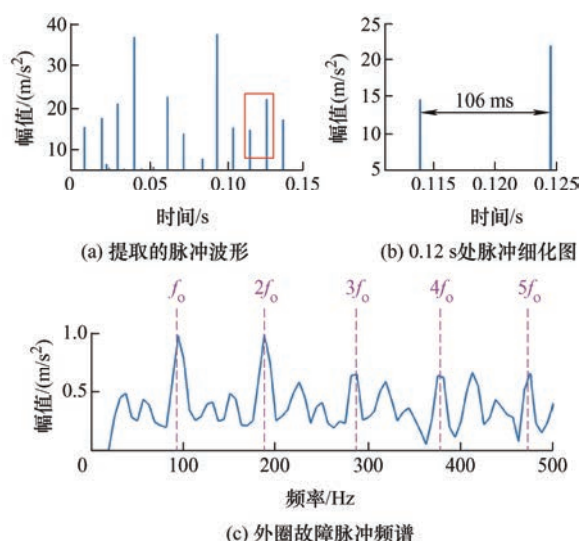 幅值/(m/s²)
50
40
30
20
10
0
0.05
0.10
0.15
时间/s
(a) 提取的脉冲波形
幅值(m/s²)
25
20
15
10
5
106 ms
0.115
0.120
0.125
时间/s
(b) 0.12 s处脉冲细化图
fₒ
2fₒ
3fₒ
4fₒ
5fₒ
幅值/(m/s²)
1.0
0.5
0
100
200
300
400
500
频率/Hz
(c) 外圈故障脉冲频谱